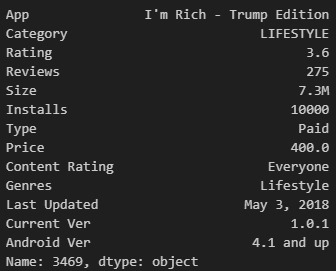 App I'm Rich - Trump Edition
Category LIFESTYLE
Rating 3.6
Reviews 275
Size 7.3M
Installs 10000
Type Paid
Price 400.0
Content Rating Everyone
Genres Lifestyle
Last Updated May 3, 2018
Current Ver 1.0.1
Android Ver 4.1 and up
Name: 3469, dtype: object